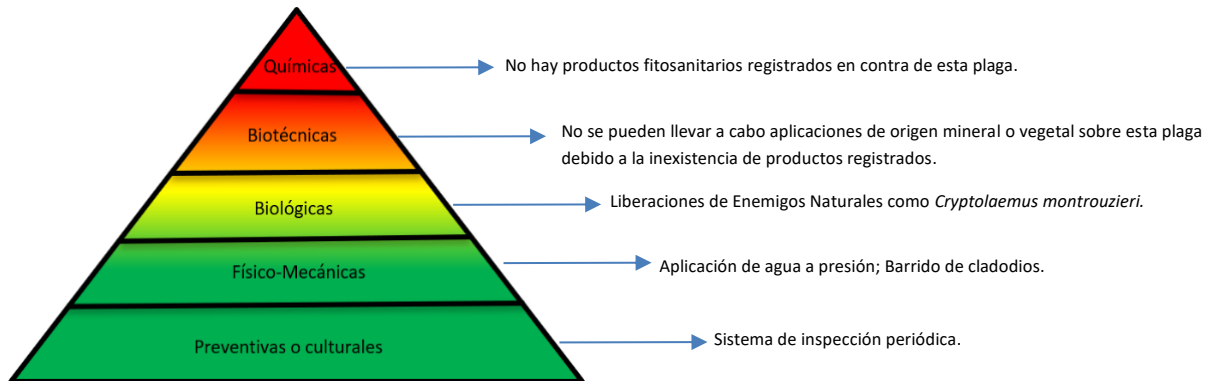 Químicas
No hay productos fitosanitarios registrados en contra de esta plaga.
Biotécnicas
No se pueden llevar a cabo aplicaciones de origen mineral o vegetal sobre esta plaga
debido a la inexistencia de productos registrados.
Biológicas
Liberaciones de Enemigos Naturales como Cryptolaemus montrouzieri.
Físico-Mecánicas
Aplicación de agua a presión; Barrido de cladodios.
Preventivas o culturales
Sistema de inspección periódica.